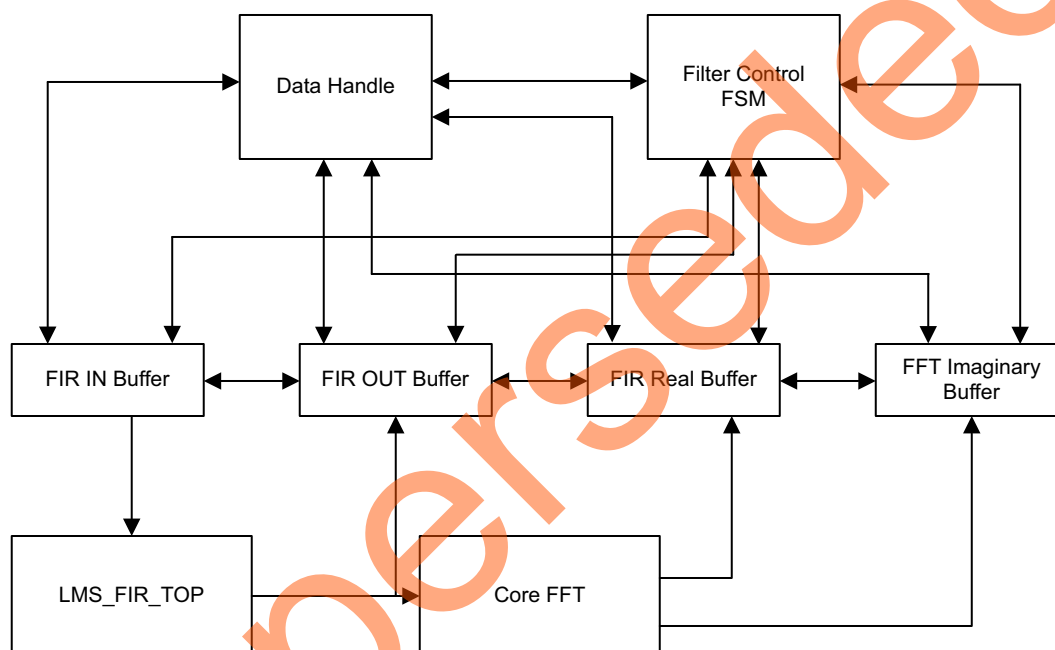 Data Handle
Filter Control
FSM
FIR IN Buffer
FIR OUT Buffer
FIR Real Buffer
FFT Imaginary
Buffer
LMS_FIR_TOP
Core FFT
persede